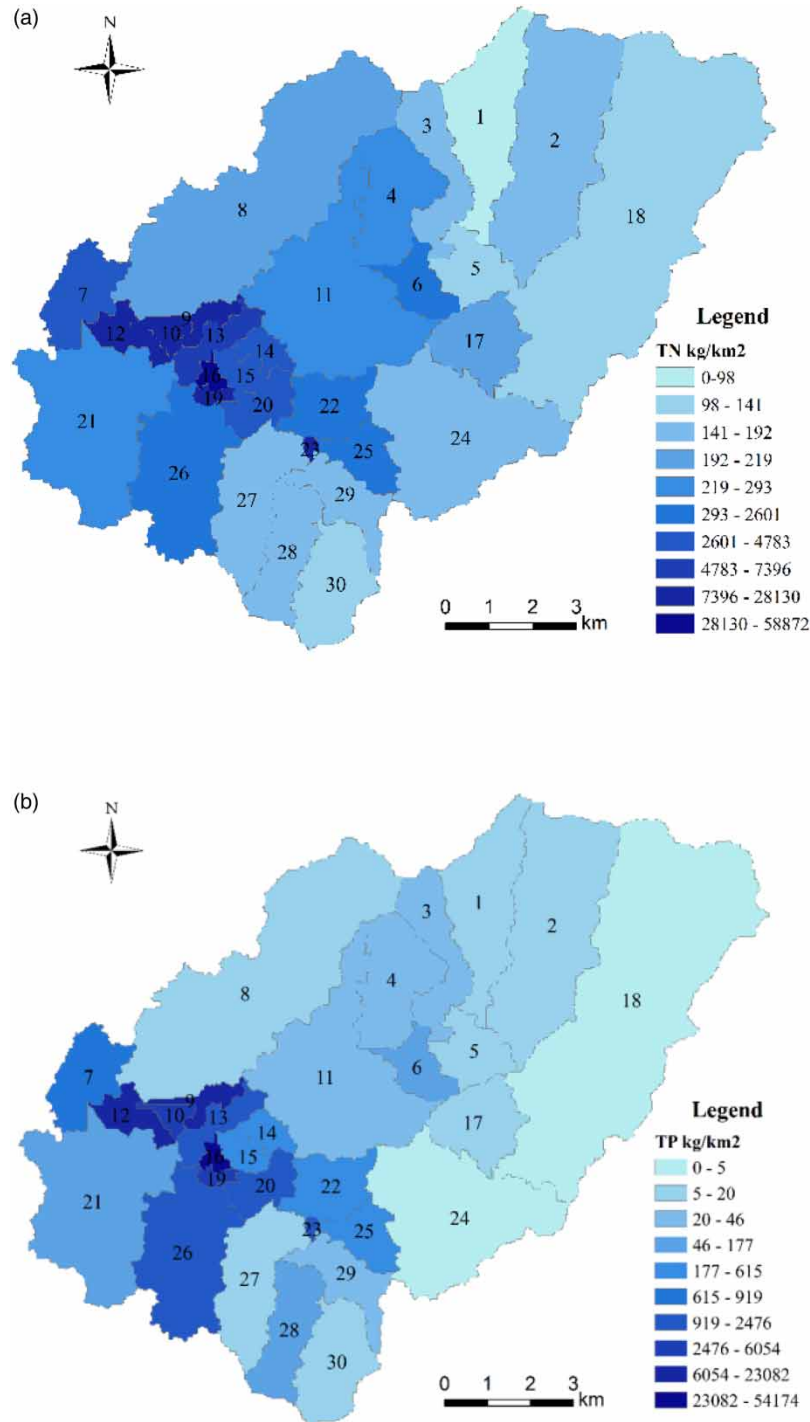 (a)
N
1
2
3
4
18
8
5
6
11
7
17
9
12
10
13
14
16
15
19
20
22
21
23
25
24
26
27
29
28
30
Legend
TN kg/km2
0-98
98 - 141
141 - 192
192 - 219
219 - 293
293 - 2601
2601 - 4783
4783 - 7396
7396 - 28130
28130 - 58872
0 1 2 3
km
(b)
N
1
2
3
4
18
8
5
6
11
7
17
9
12
10
13
14
16
15
19
20
22
21
23
25
24
26
27
29
28
30
Legend
TP kg/km2
0 - 5
5 - 20
20 - 46
46 - 177
177 - 615
615 - 919
919 - 2476
2476 - 6054
6054 - 23082
23082 - 54174
0 1 2 3
km